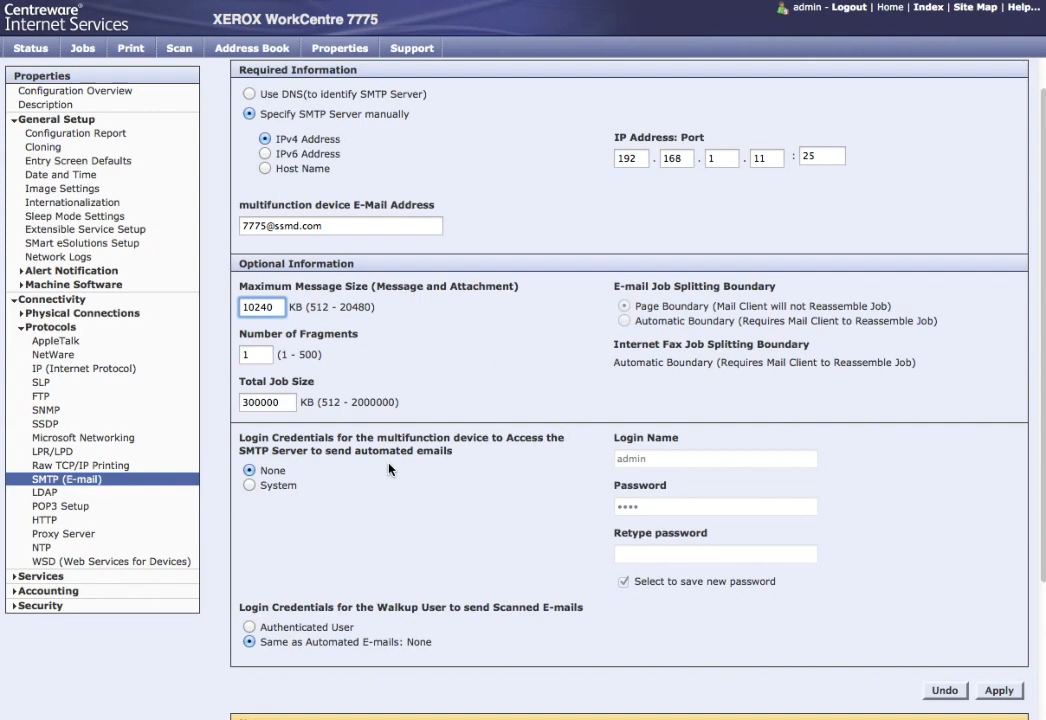 Centreware®
Internet Services
XEROX WorkCentre 7775
admin - Logout | Home | Index | Site Map | Help...
Status
Jobs
Print
Scan
Address Book
Properties
Support
Properties
Configuration Overview
Description
General Setup
Configuration Report
Cloning
Entry Screen Defaults
Date and Time
Image Settings
Internationalization
Sleep Mode Settings
Extensible Service Setup
SMart eSolutions Setup
Network Logs
Alert Notification
Machine Software
Connectivity
Physical Connections
Protocols
AppleTalk
NetWare
IP (Internet Protocol)
SLP
FTP
SNMP
SSDP
Microsoft Networking
LPR/LPD
Raw TCP/IP Printing
SMTP (E-mail)
LDAP
POP3 Setup
HTTP
Proxy Server
NTP
WSD (Web Services for Devices)
Services
Accounting
Security
Required Information
Use DNS(to identify SMTP Server)
Specify SMTP Server manually
IPv4 Address
IPv6 Address
Host Name
IP Address: Port
192 . 168 . 1 . 11 : 25
multifunction device E-Mail Address
7775@ssmd.com
Optional Information
Maximum Message Size (Message and Attachment)
10240 KB (512 - 20480)
Number of Fragments
1 (1 - 500)
Total Job Size
300000 KB (512 - 2000000)
E-mail Job Splitting Boundary
Page Boundary (Mail Client will not Reassemble Job)
Automatic Boundary (Requires Mail Client to Reassemble Job)
Internet Fax Job Splitting Boundary
Automatic Boundary (Requires Mail Client to Reassemble Job)
Login Credentials for the multifunction device to Access the
SMTP Server to send automated emails
None
System
Login Name
admin
Password
••••
Retype password
Select to save new password
Login Credentials for the Walkup User to send Scanned E-mails
Authenticated User
Same as Automated E-mails: None
Undo
Apply